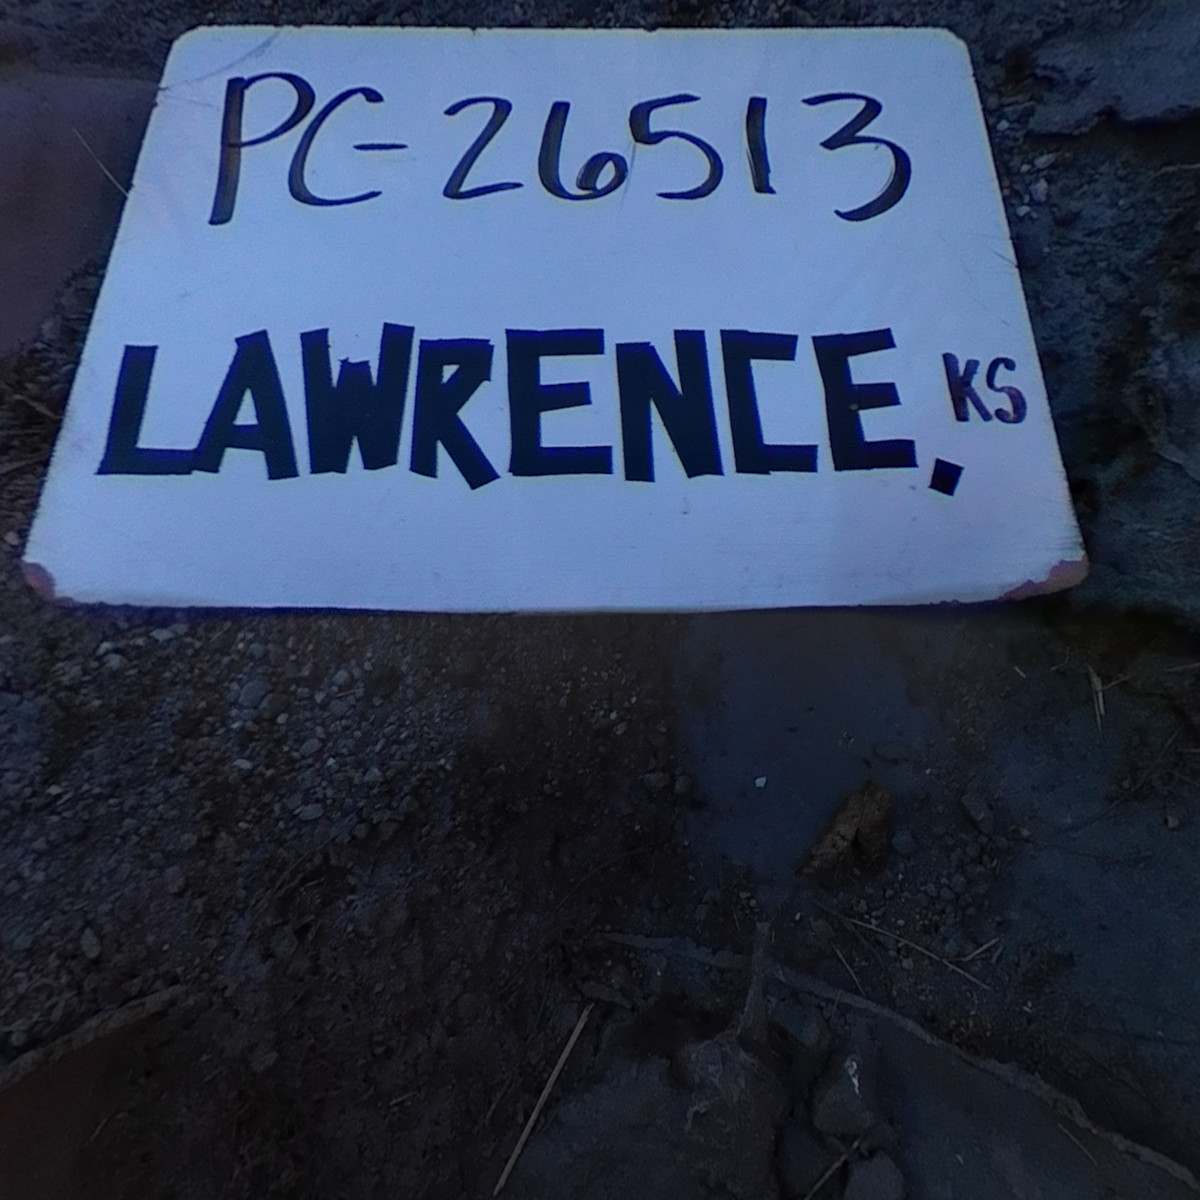 PC-26513
LAWRENCE. KS